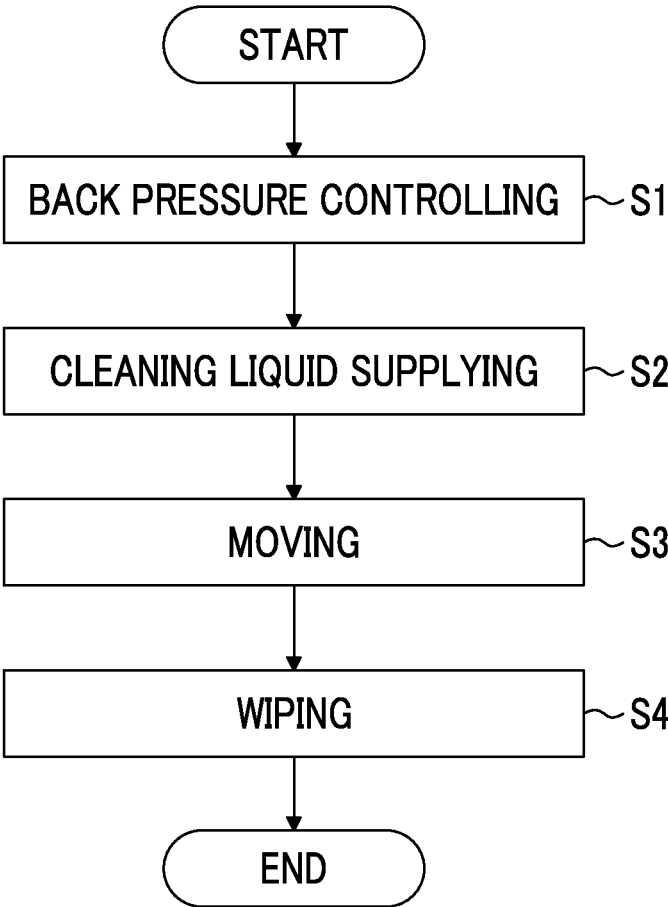 START
BACK PRESSURE CONTROLLING S1
CLEANING LIQUID SUPPLYING S2
MOVING S3
WIPING S4
END